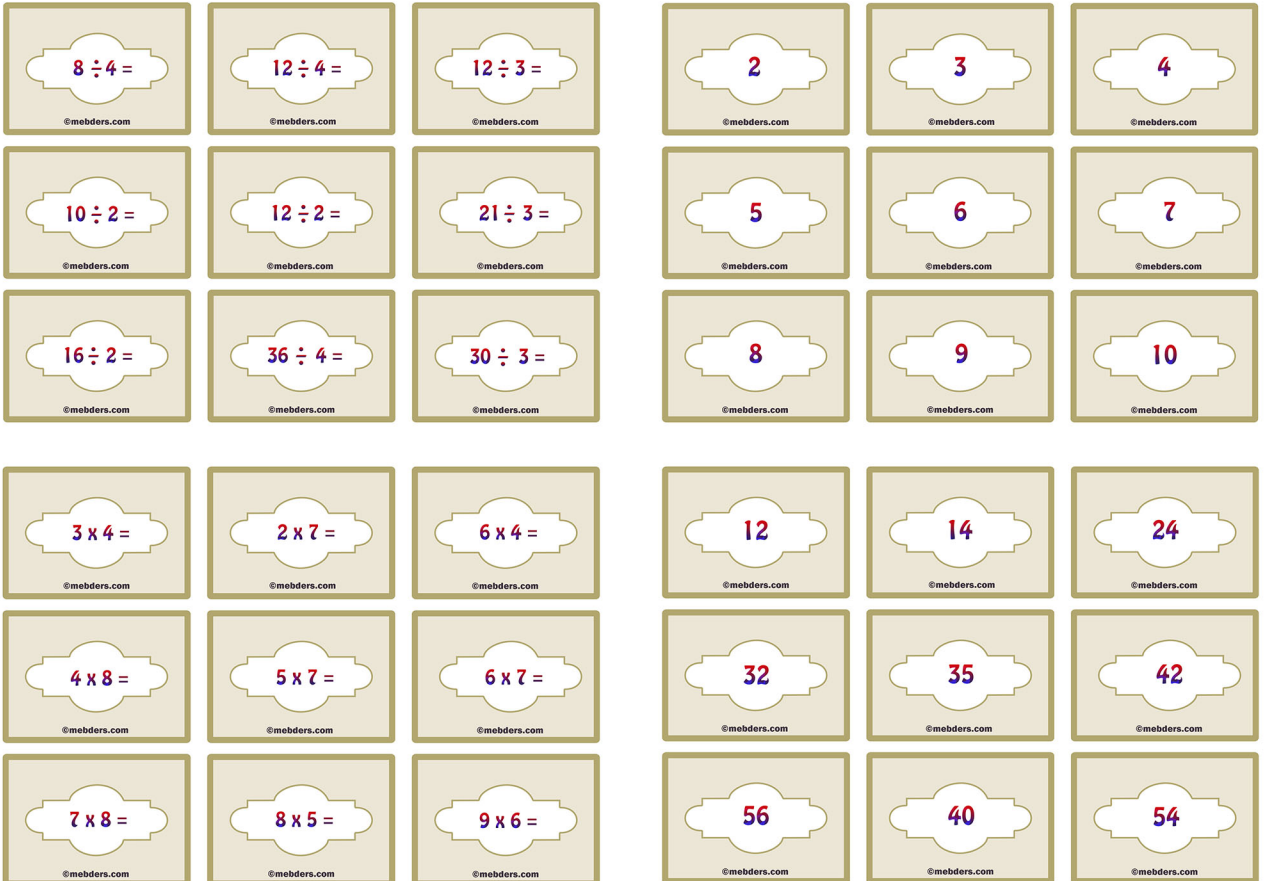 8 ÷ 4 =
©mebders.com
12 ÷ 4 =
©mebders.com
12 ÷ 3 =
©mebders.com
10 ÷ 2 =
©mebders.com
12 ÷ 2 =
©mebders.com
21 ÷ 3 =
©mebders.com
16 ÷ 2 =
©mebders.com
36 ÷ 4 =
©mebders.com
30 ÷ 3 =
©mebders.com
2
©mebders.com
3
©mebders.com
4
©mebders.com
5
©mebders.com
6
©mebders.com
7
©mebders.com
8
©mebders.com
9
©mebders.com
10
©mebders.com
3 x 4 =
©mebders.com
2 x 7 =
©mebders.com
6 x 4 =
©mebders.com
4 x 8 =
©mebders.com
5 x 7 =
©mebders.com
6 x 7 =
©mebders.com
7 x 8 =
©mebders.com
8 x 5 =
©mebders.com
9 x 6 =
©mebders.com
12
©mebders.com
14
©mebders.com
24
©mebders.com
32
©mebders.com
35
©mebders.com
42
©mebders.com
56
©mebders.com
40
©mebders.com
54
©mebders.com